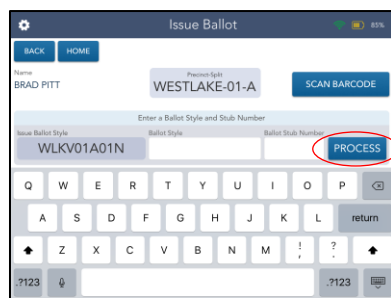 Issue Ballot
83%
BACK HOME
Name
BRAD PITT
Precinct-Split
WESTLAKE-01-A
SCAN BARCODE
Enter a Ballot Style and Stub Number
Issue Ballot Style Ballot Style Ballot Stub Number
WLKV01A01N PROCESS
Q W E R T Y U I O P
A S D F G H J K L return
Z X C V B N M ! , ? .
.?123 .?123